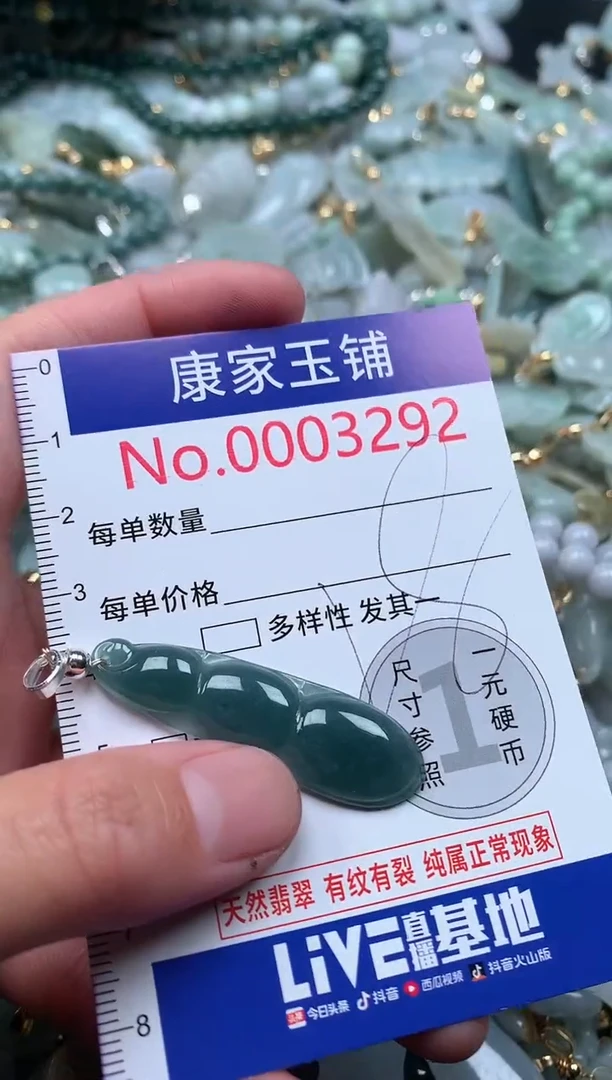 康家玉铺
No.0003292
0
1
2
每单数量
3
每单价格
多样性 发其一
尺寸参照
1
一元硬币
天然翡翠 有纹有裂 纯属正常现象
LiVE直播基地
头条 今日头条 抖音 西瓜视频 抖音火山版
8